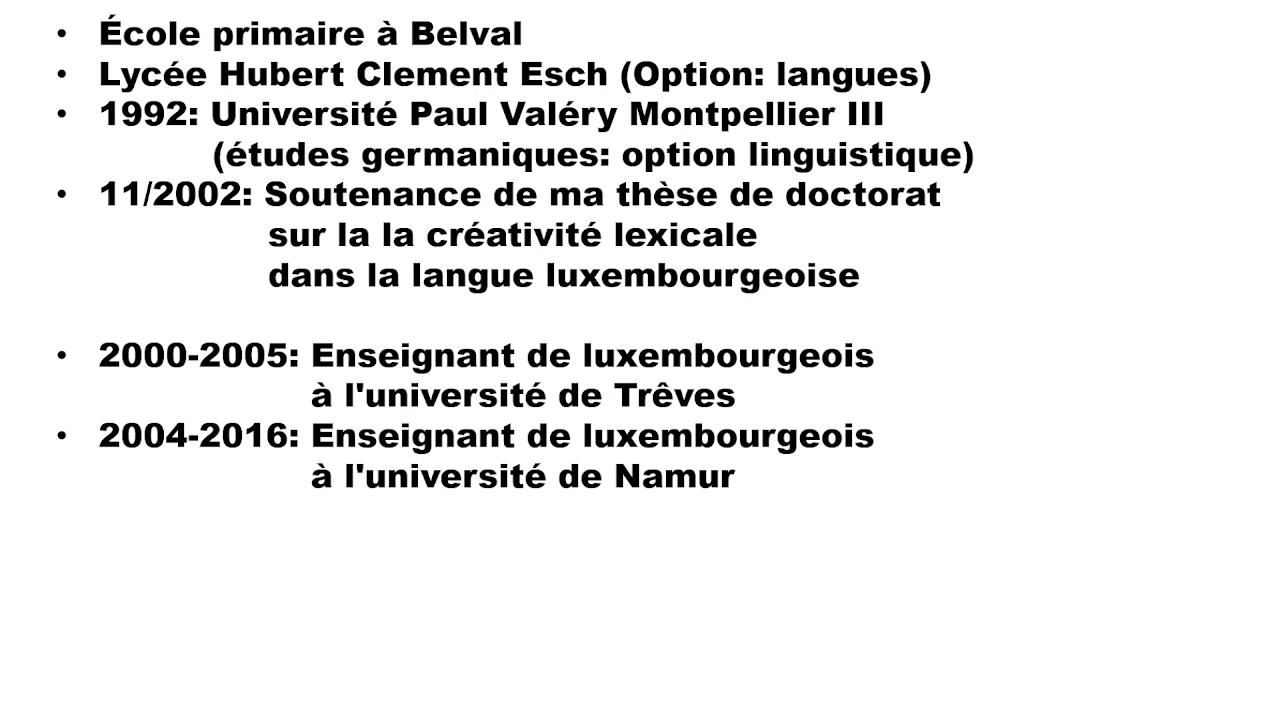 • École primaire à Belval
• Lycée Hubert Clement Esch (Option: langues)
• 1992: Université Paul Valéry Montpellier III
(études germaniques: option linguistique)
• 11/2002: Soutenance de ma thèse de doctorat
sur la la créativité lexicale
dans la langue luxembourgeoise
• 2000-2005: Enseignant de luxembourgeois
à l'université de Trêves
• 2004-2016: Enseignant de luxembourgeois
à l'université de Namur